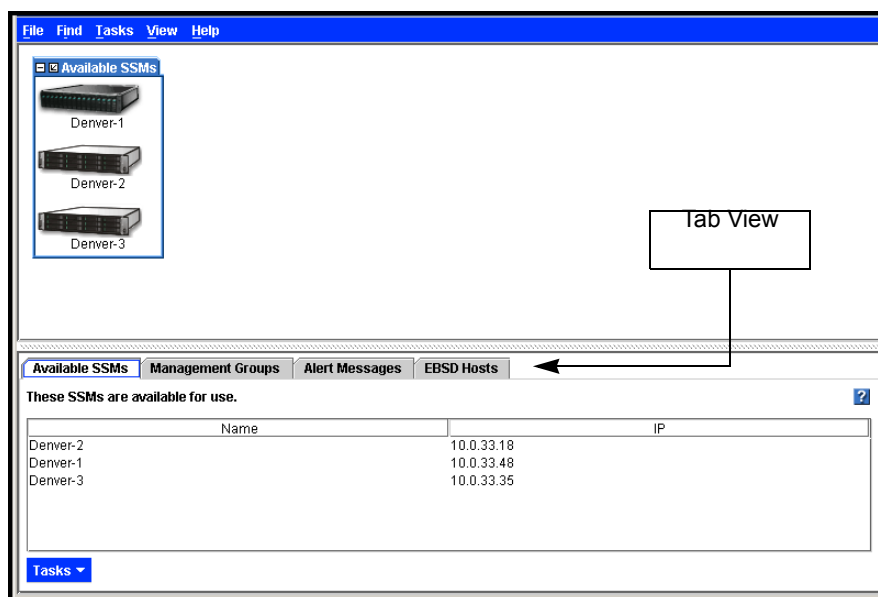 File Find Tasks View Help
Available SSMs
Denver-1
Denver-2
Denver-3
Tab View
Available SSMs Management Groups Alert Messages EBSD Hosts
These SSMs are available for use. ?
Name IP
Denver-2 10.0.33.18
Denver-1 10.0.33.48
Denver-3 10.0.33.35
Tasks